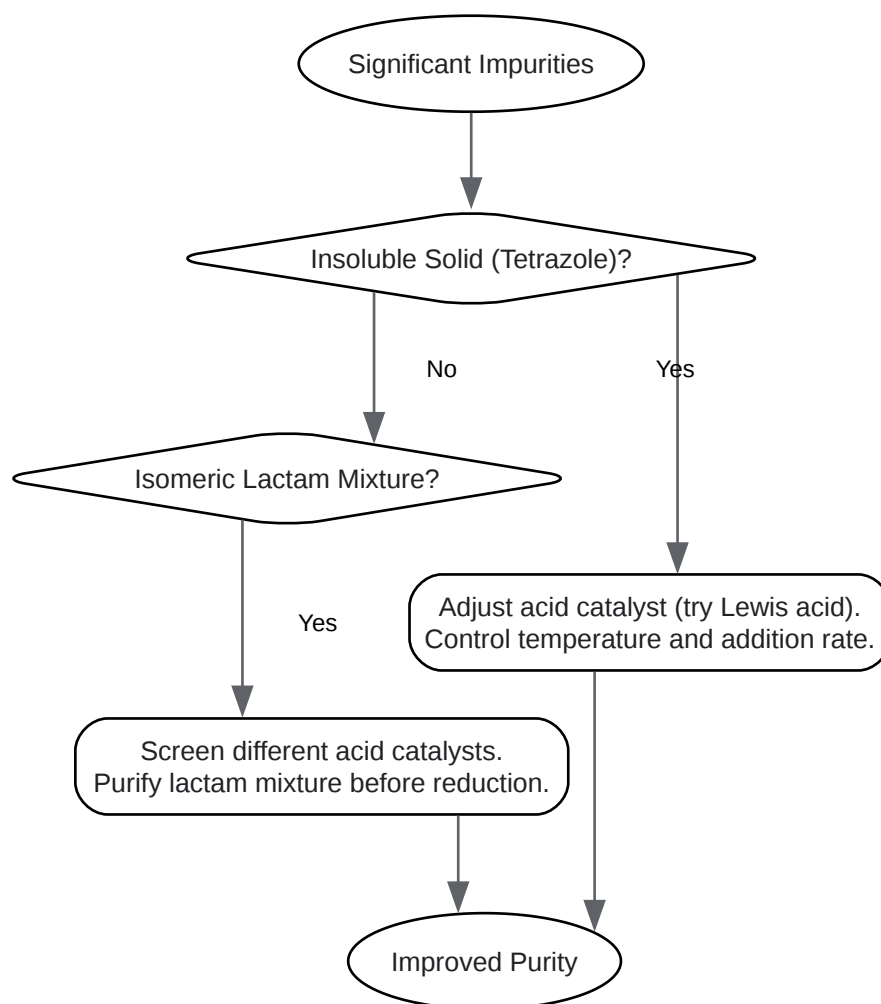 Significant Impurities
Insoluble Solid (Tetrazole)?
No
Yes
Isomeric Lactam Mixture?
Adjust acid catalyst (try Lewis acid).
Control temperature and addition rate.
Yes
Screen different acid catalysts.
Purify lactam mixture before reduction.
Improved Purity